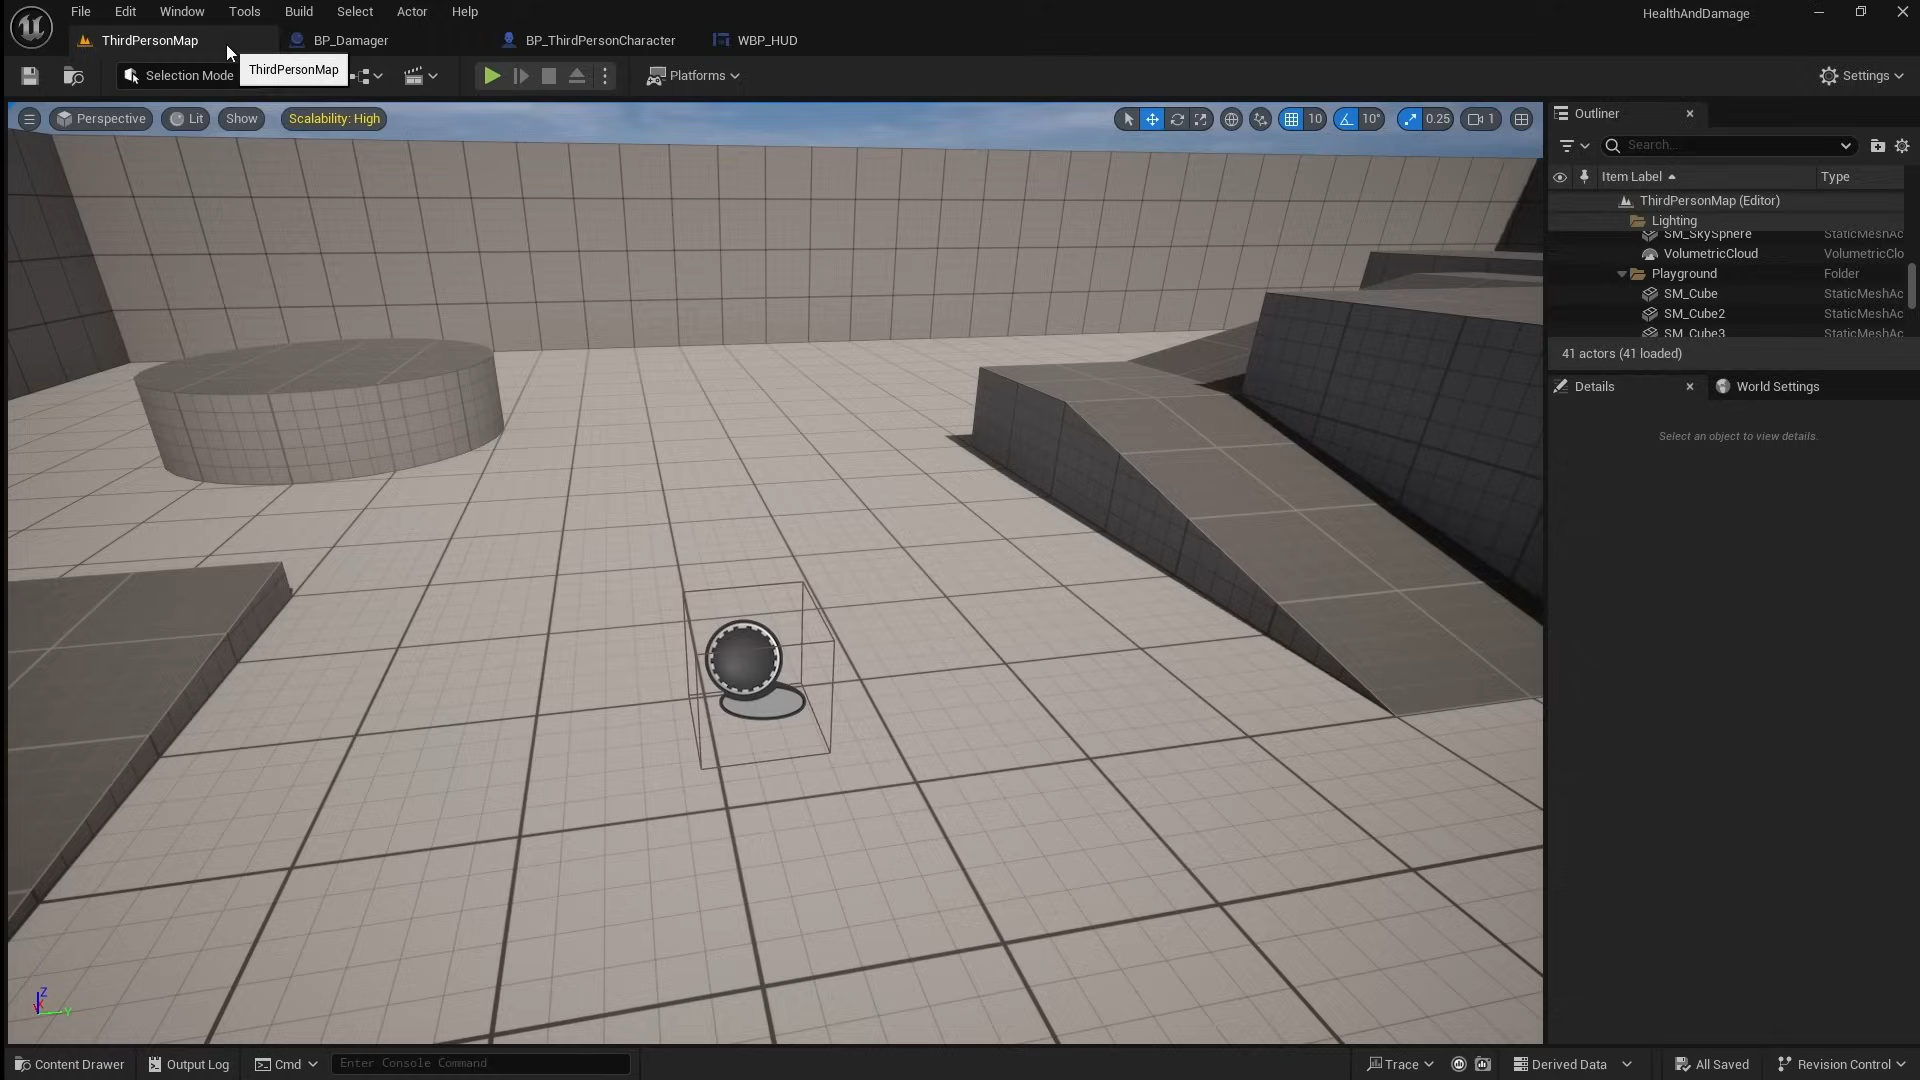 File Edit Window Tools Build Select Actor Help
HealthAndDamage
ThirdPersonMap BP_Damager BP_ThirdPersonCharacter WBP_HUD
Selection Mode ThirdPersonMap Platforms Settings
Perspective Lit Show Scalability: High 10 10° 0.25 1
Outliner
Search...
Item Label Type
ThirdPersonMap (Editor)
Lighting
SM_SkySphere StaticMeshAc
VolumetricCloud VolumetricClo
Playground Folder
SM_Cube StaticMeshAc
SM_Cube2 StaticMeshAc
SM_Cube3 StaticMeshAc
41 actors (41 loaded)
Details World Settings
Select an object to view details.
Z
X
Y
Content Drawer Output Log Cmd Enter Console Command Trace Derived Data All Saved Revision Control